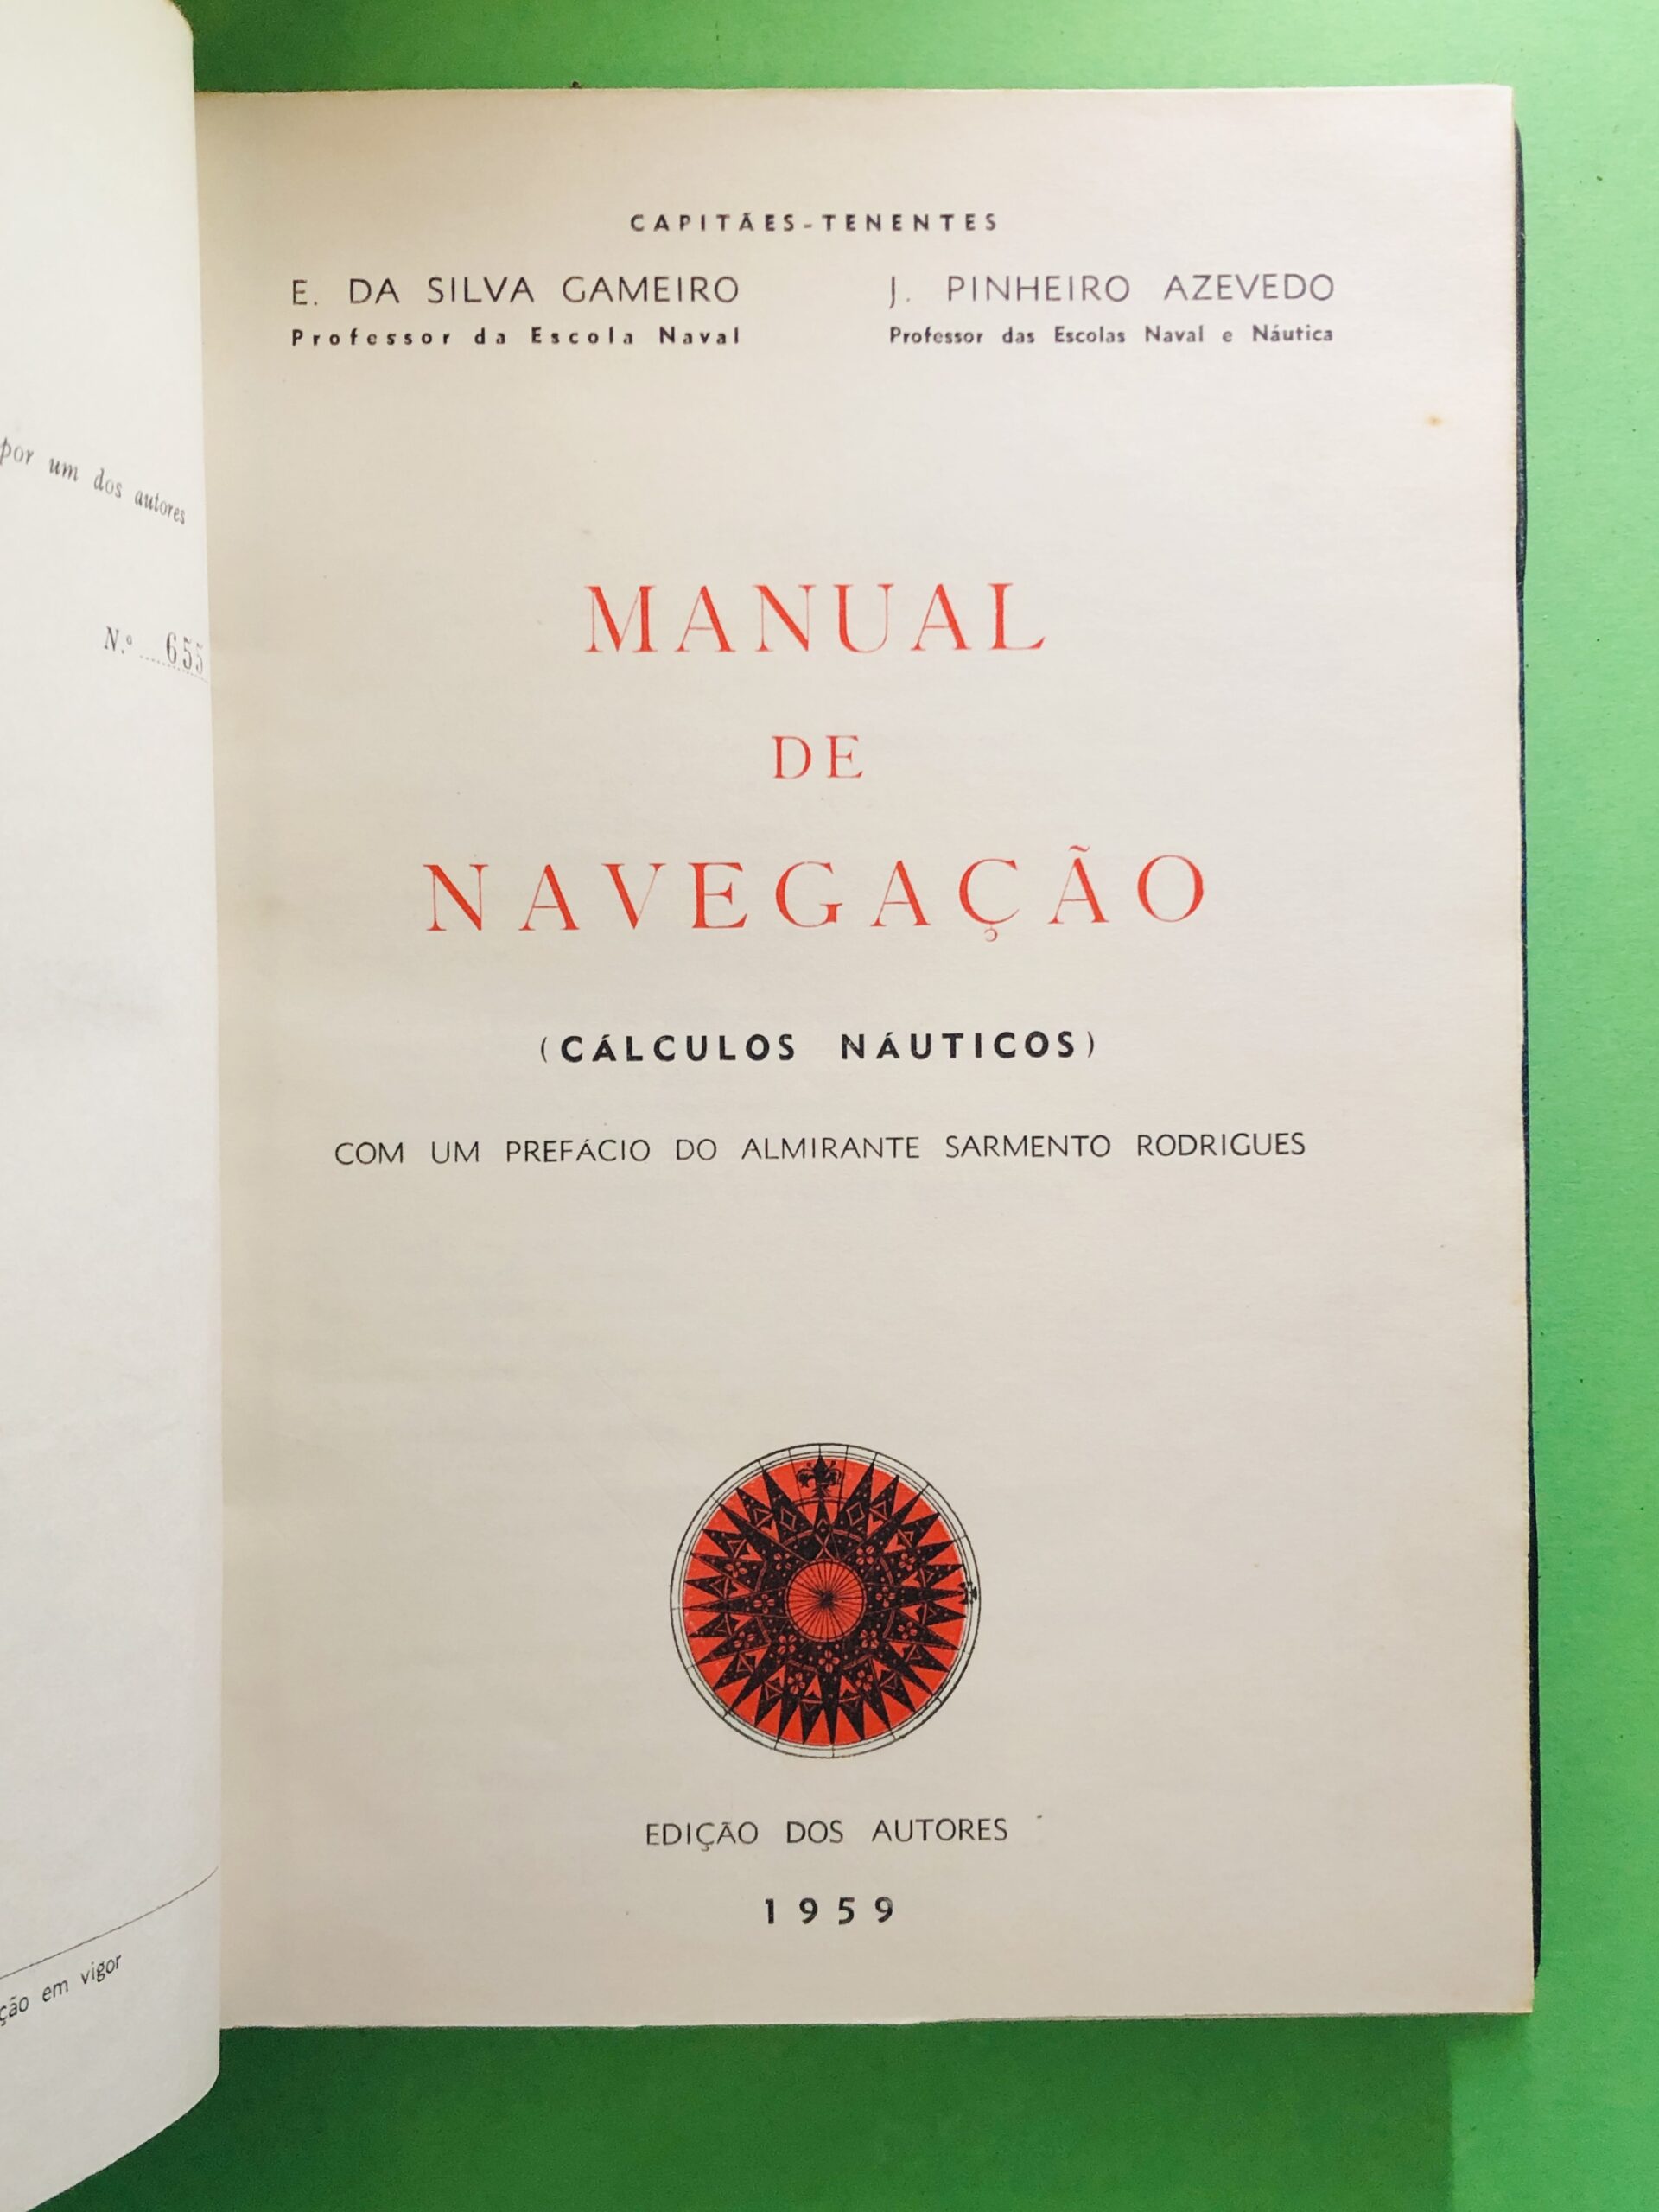 por um dos autores
N.º 655
ção em vigor
CAPITÃES-TENENTES
E. DA SILVA GAMEIRO
Professor da Escola Naval
J. PINHEIRO AZEVEDO
Professor das Escolas Naval e Náutica
MANUAL
DE
NAVEGAÇÃO
(CÁLCULOS NÁUTICOS)
COM UM PREFÁCIO DO ALMIRANTE SARMENTO RODRIGUES
EDIÇÃO DOS AUTORES
1959